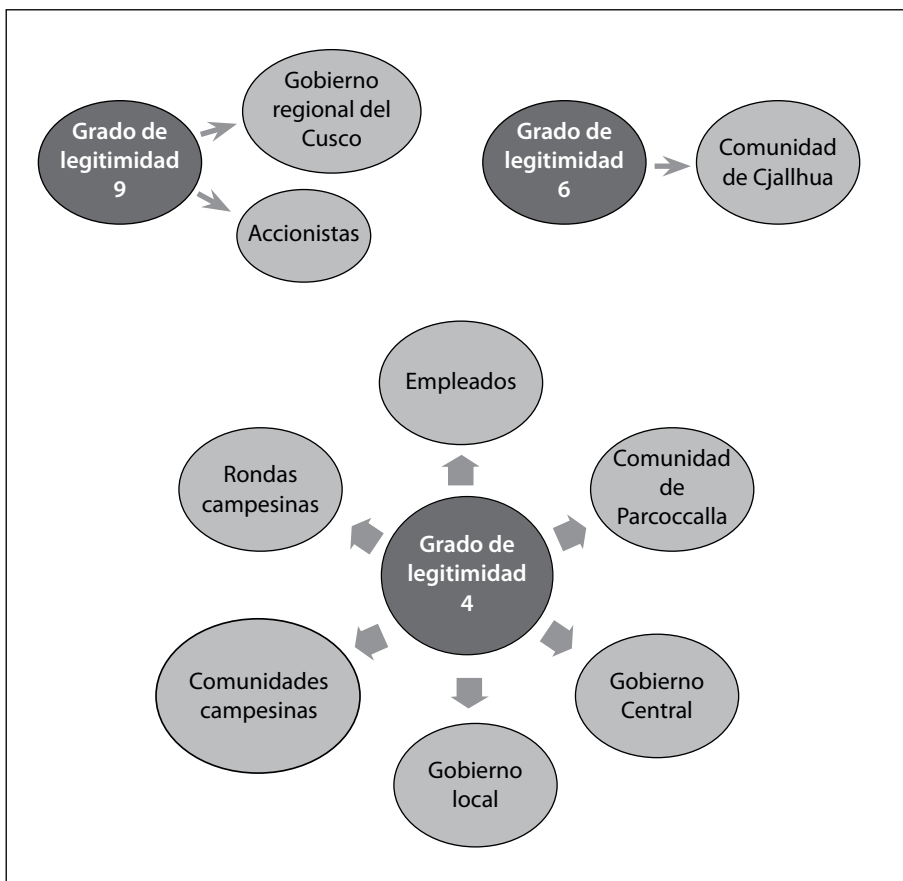 Grado de
legitimidad
9
Gobierno
regional del
Cusco
Accionistas
Grado de
legitimidad
6
Comunidad
de Cjallhua
Empleados
Rondas
campesinas
Comunidad
de
Parcoccalla
Grado de
legitimidad
4
Comunidades
campesinas
Gobierno
Central
Gobierno
local